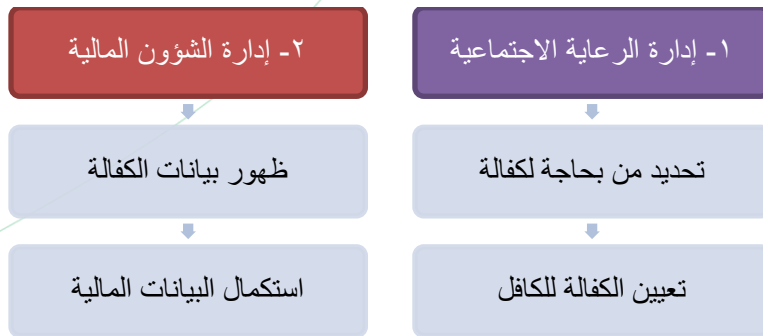 ١- إدارة الرعاية الاجتماعية
تحديد من بحاجة لكفالة
تعيين الكفالة للكافل
٢- إدارة الشؤون المالية
ظهور بيانات الكفالة
استكمال البيانات المالية